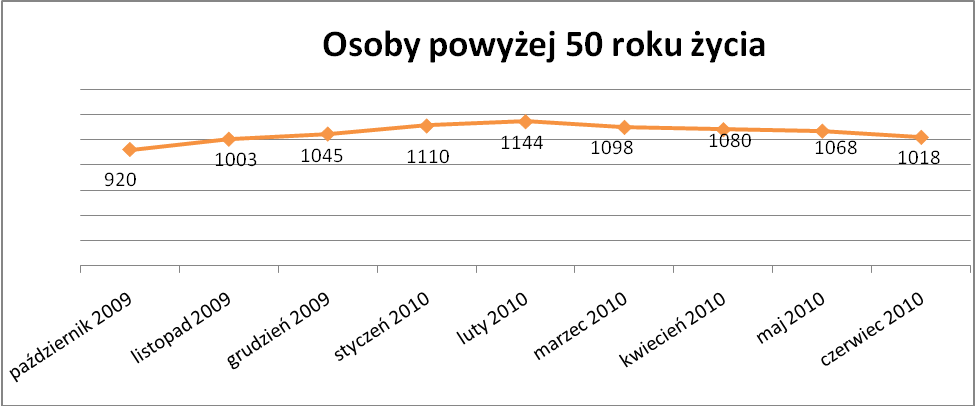 Osoby powyżej 50 roku życia
920
1003
1045
1110
1144
1098
1080
1068
1018
październik 2009
listopad 2009
grudzień 2009
styczeń 2010
luty 2010
marzec 2010
kwiecień 2010
maj 2010
czerwiec 2010